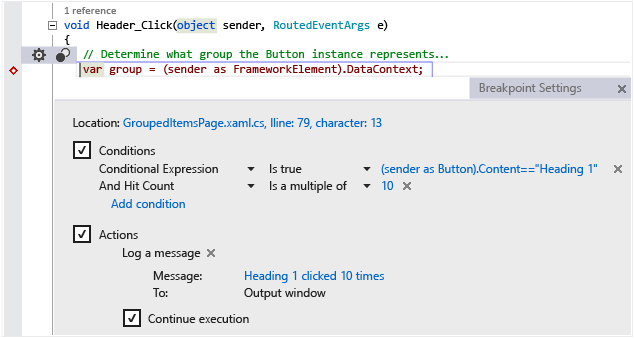 1 reference
void Header_Click(object sender, RoutedEventArgs e)
{
// Determine what group the Button instance represents...
var group = (sender as FrameworkElement).DataContext;
Breakpoint Settings
Location: GroupedItemsPage.xaml.cs, lline: 79, character: 13
Conditions
Conditional Expression Is true (sender as Button).Content=="Heading 1"
And Hit Count Is a multiple of 10
Add condition
Actions
Log a message
Message: Heading 1 clicked 10 times
To: Output window
Continue execution